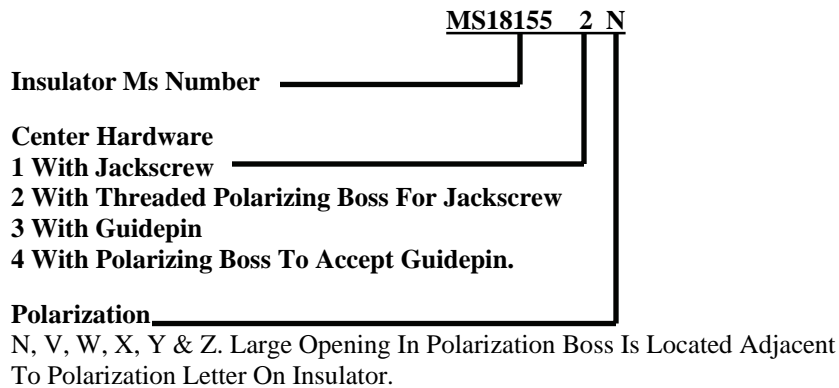 MS18155 2 N
Insulator Ms Number
Center Hardware
1 With Jackscrew
2 With Threaded Polarizing Boss For Jackscrew
3 With Guidepin
4 With Polarizing Boss To Accept Guidepin.
Polarization
N, V, W, X, Y & Z. Large Opening In Polarization Boss Is Located Adjacent
To Polarization Letter On Insulator.